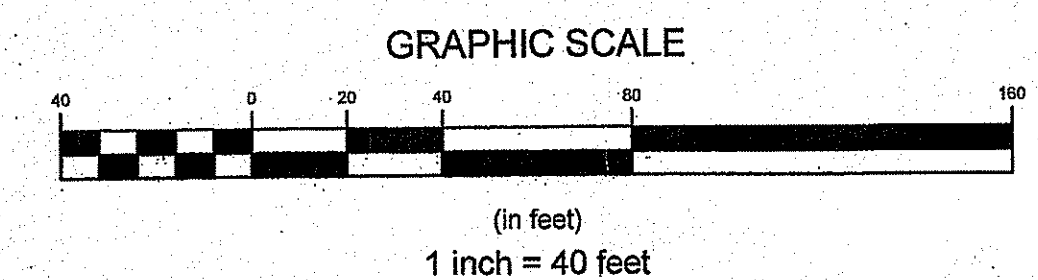 GRAPHIC SCALE
40 0 20 40 80 160
(in feet)
1 inch = 40 feet